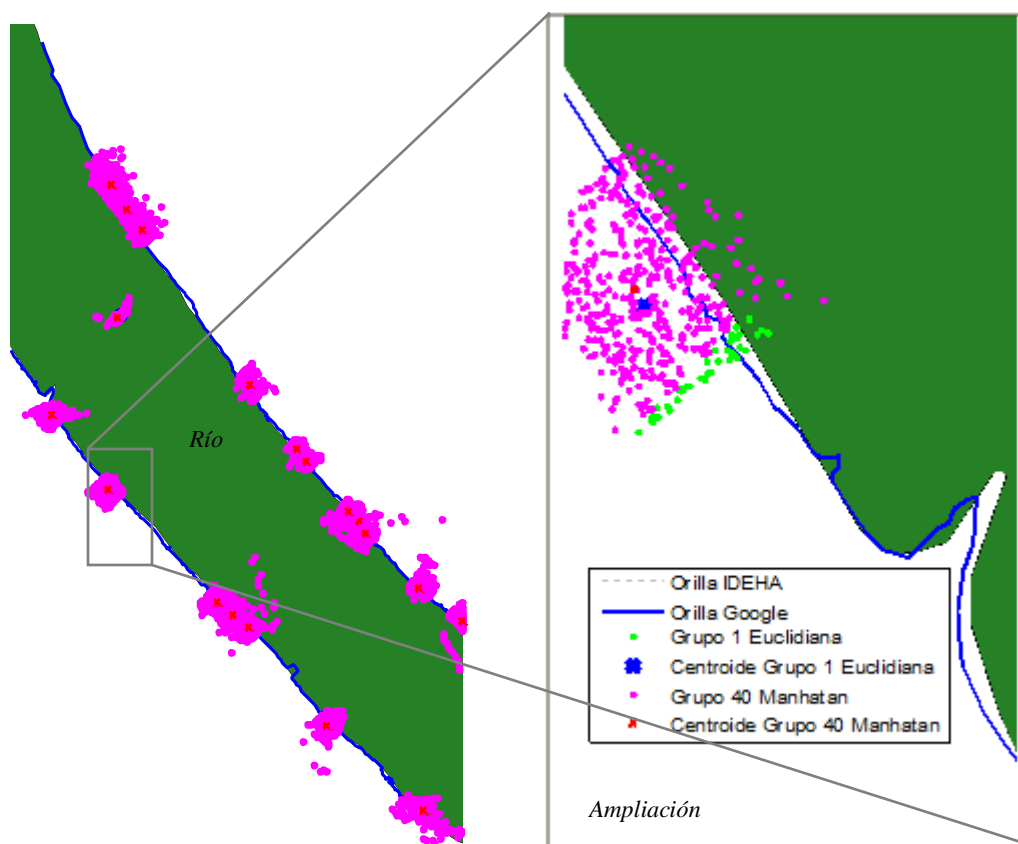 Río
Orilla IDEHA
Orilla Google
Grupo 1 Euclidiana
Centroide Grupo 1 Euclidiana
Grupo 40 Manhatan
Centroide Grupo 40 Manhatan
Ampliación